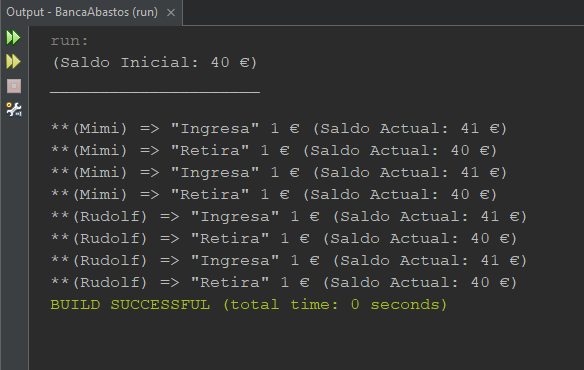 Output - BancaAbastos (run) ×
run:
(Saldo Inicial: 40 €)
_____________________
**(Mimi) => "Ingresa" 1 € (Saldo Actual: 41 €)
**(Mimi) => "Retira" 1 € (Saldo Actual: 40 €)
**(Mimi) => "Ingresa" 1 € (Saldo Actual: 41 €)
**(Mimi) => "Retira" 1 € (Saldo Actual: 40 €)
**(Rudolf) => "Ingresa" 1 € (Saldo Actual: 41 €)
**(Rudolf) => "Retira" 1 € (Saldo Actual: 40 €)
**(Rudolf) => "Ingresa" 1 € (Saldo Actual: 41 €)
**(Rudolf) => "Retira" 1 € (Saldo Actual: 40 €)
BUILD SUCCESSFUL (total time: 0 seconds)